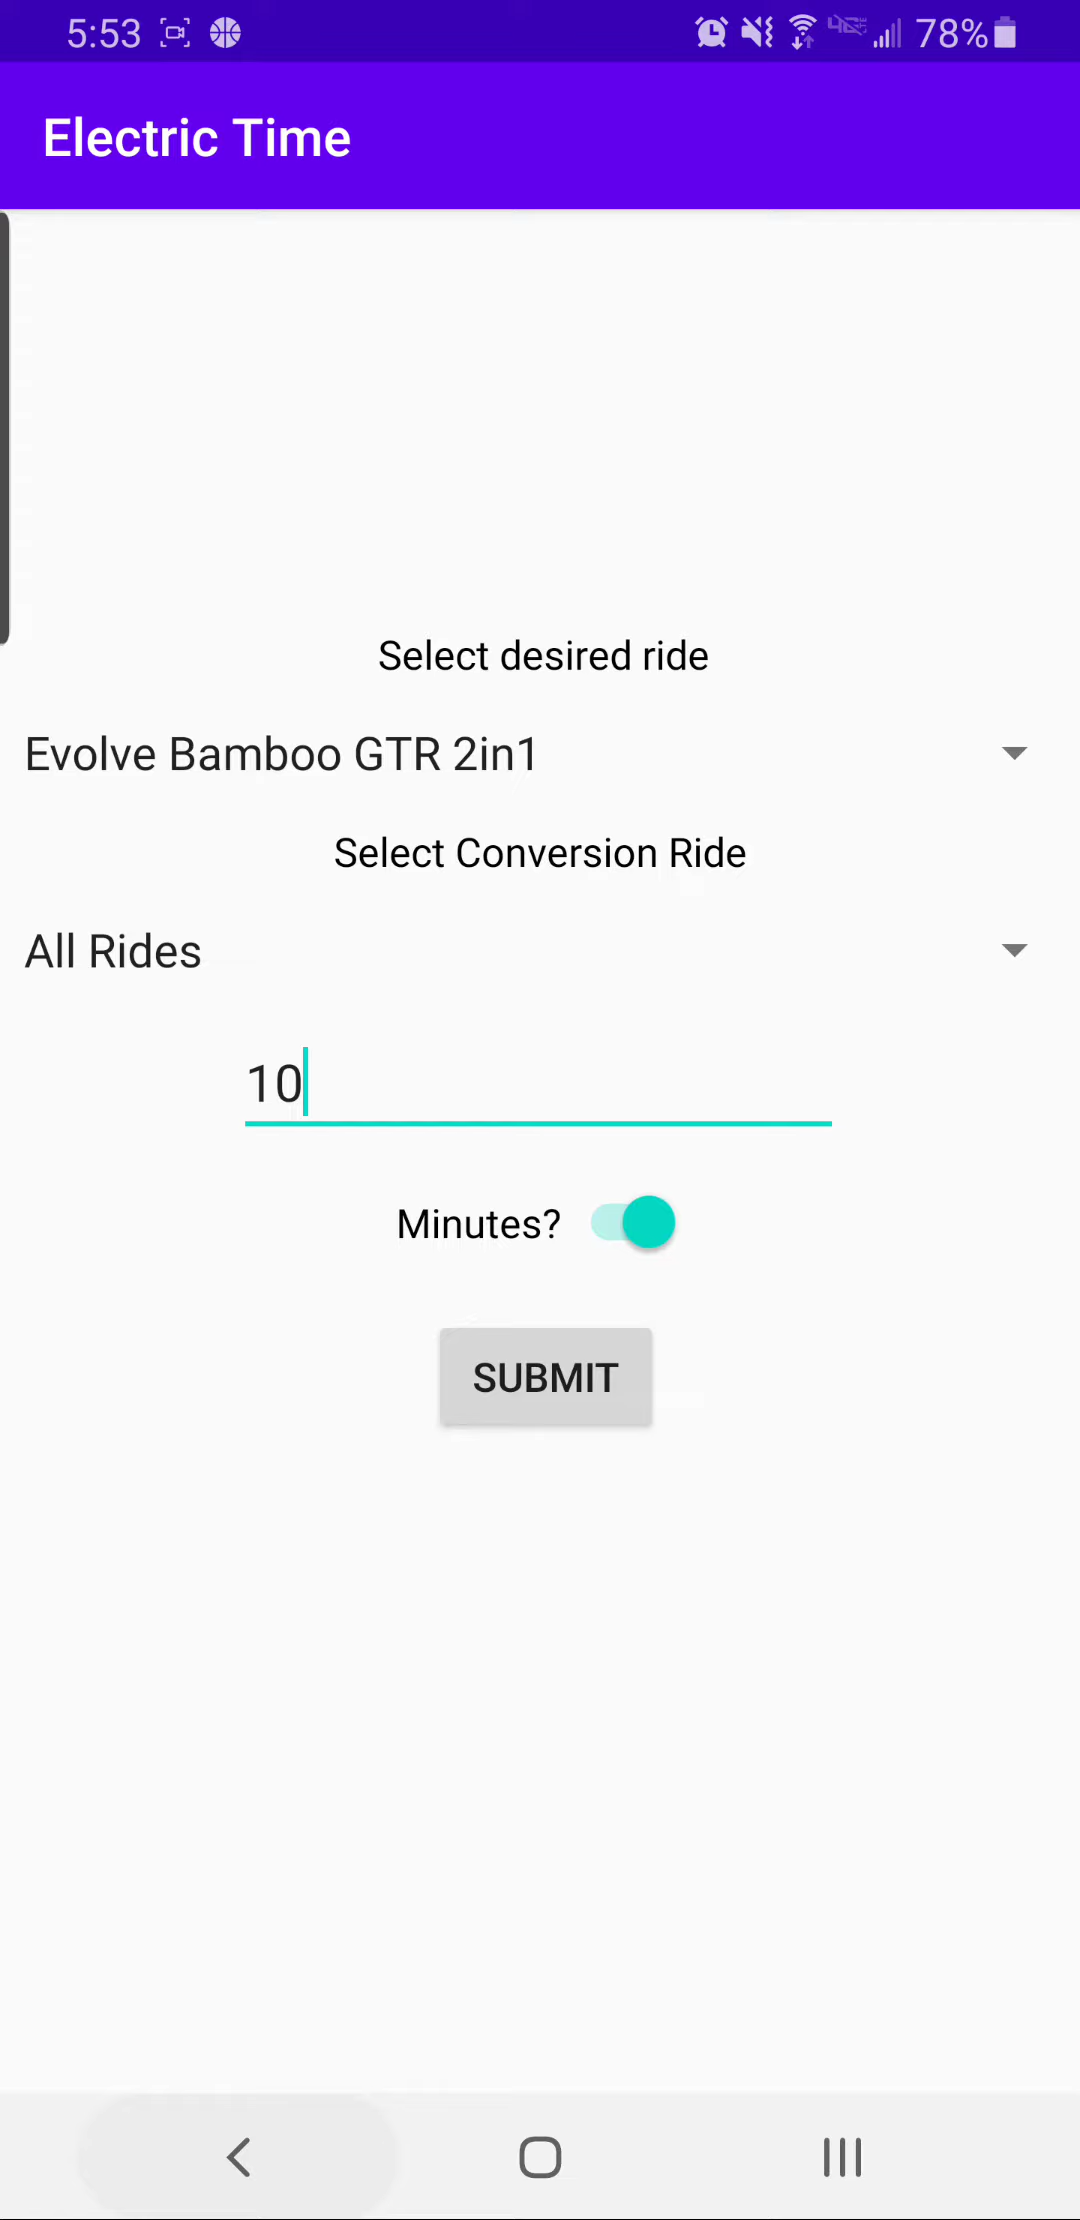 5:53 78%
Electric Time
Select desired ride
Evolve Bamboo GTR 2in1
Select Conversion Ride
All Rides
10
Minutes?
SUBMIT